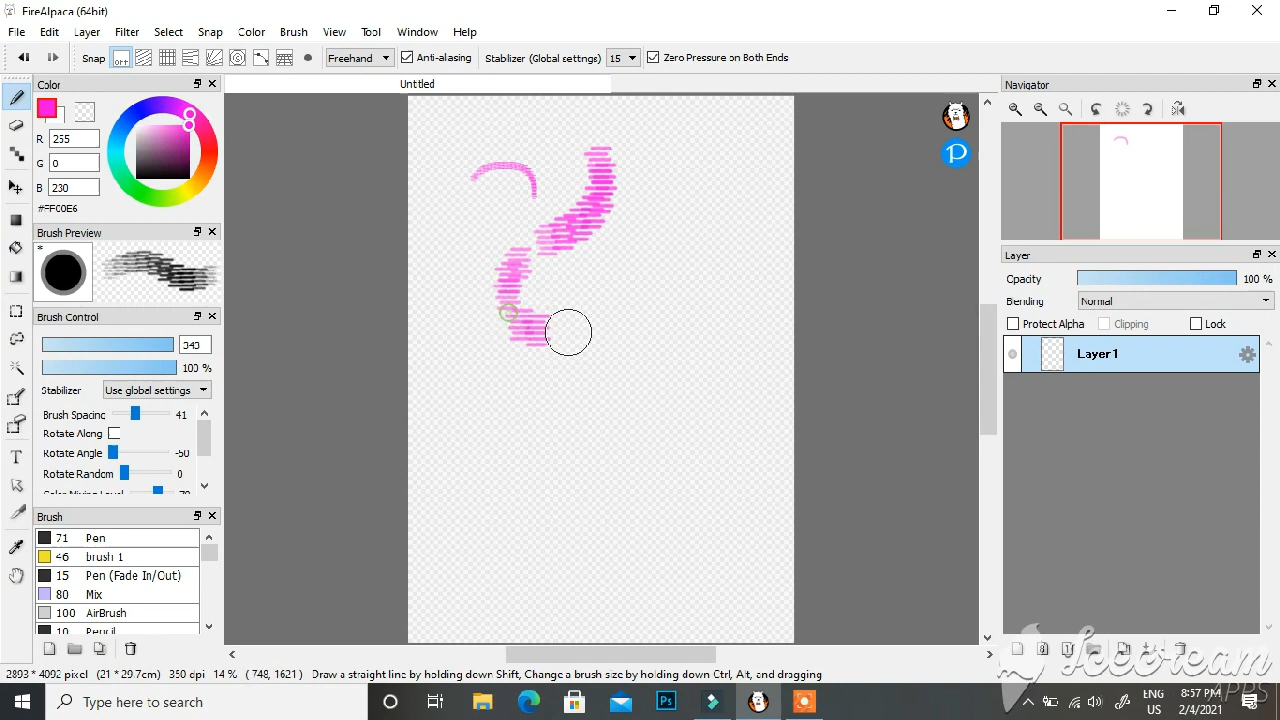 FireAlpaca (64bit)
File Edit Layer Filter Select Snap Color Brush View Tool Window Help
Snap OFF Freehand Anti-aliasing Stabilizer (Global settings) 15 Zero Pressure on Both Ends
Color
Untitled
Navigator
R 255
G 0
B 230
Brush Preview
*
Brush Control
343
100 %
Stabilizer Use global settings
Brush Spacing 41
Rotate Along
Rotate Angle
Rotate Random 0
Brush
71 Pen
46 brush 1
15 Pen (Fade In/Out)
80 Mix
100 AirBrush
10 Pencil
Layer
Opacity 100 %
Blending Normal
Protect Alpha Clipping Lock
Layer1
2893 * 4092 pixel (21 * 29.7cm) 350 dpi 14 % ( 748, 1621 ) Draw a straight line by holding down Shift, Change a brush size by holding down Ctrl, Alt, and dragging
Icecream
APPS
Type here to search
Ps
ENG
US
8:57 PM
2/4/2021